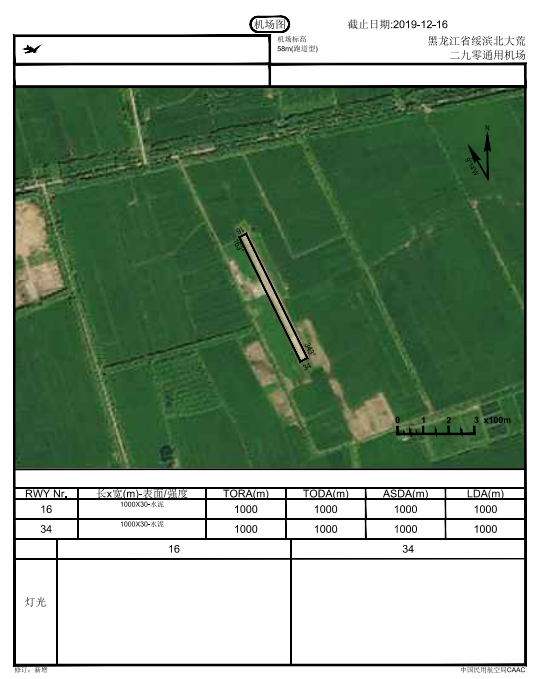 机场图
截止日期:2019-12-16
机场标高
58m(跑道型)
黑龙江省绥滨北大荒
二九零通用机场
N
16
34
343°
0 1 2 3 x100m
RWY Nr. 长x宽(m)-表面/强度 TORA(m) TODA(m) ASDA(m) LDA(m)
16 1000X30-水泥 1000 1000 1000 1000
34 1000X30-水泥 1000 1000 1000 1000
16 34
灯光
修订：新增
中国民用航空局CAAC